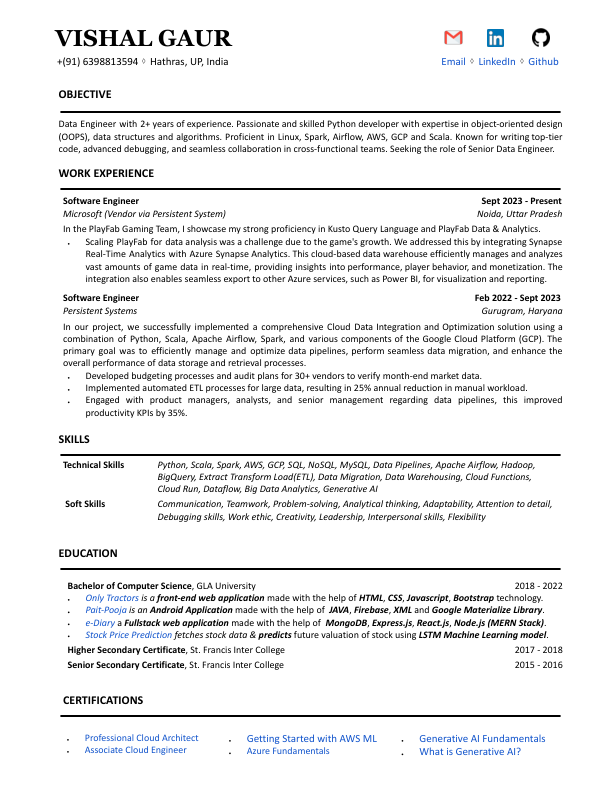 VISHAL GAUR
+(91) 6398813594 ◊ Hathras, UP, India
Email ◊ LinkedIn ◊ Github
OBJECTIVE
Data Engineer with 2+ years of experience. Passionate and skilled Python developer with expertise in object-oriented design
(OOPS), data structures and algorithms. Proficient in Linux, Spark, Airflow, AWS, GCP and Scala. Known for writing top-tier
code, advanced debugging, and seamless collaboration in cross-functional teams. Seeking the role of Senior Data Engineer.
WORK EXPERIENCE
Software Engineer Sept 2023 - Present
Microsoft (Vendor via Persistent System) Noida, Uttar Pradesh
In the PlayFab Gaming Team, I showcase my strong proficiency in Kusto Query Language and PlayFab Data & Analytics.
• Scaling PlayFab for data analysis was a challenge due to the game's growth. We addressed this by integrating Synapse
Real-Time Analytics with Azure Synapse Analytics. This cloud-based data warehouse efficiently manages and analyzes
vast amounts of game data in real-time, providing insights into performance, player behavior, and monetization. The
integration also enables seamless export to other Azure services, such as Power BI, for visualization and reporting.
Software Engineer Feb 2022 - Sept 2023
Persistent Systems Gurugram, Haryana
In our project, we successfully implemented a comprehensive Cloud Data Integration and Optimization solution using a
combination of Python, Scala, Apache Airflow, Spark, and various components of the Google Cloud Platform (GCP). The
primary goal was to efficiently manage and optimize data pipelines, perform seamless data migration, and enhance the
overall performance of data storage and retrieval processes.
• Developed budgeting processes and audit plans for 30+ vendors to verify month-end market data.
• Implemented automated ETL processes for large data, resulting in 25% annual reduction in manual workload.
• Engaged with product managers, analysts, and senior management regarding data pipelines, this improved
productivity KPIs by 35%.
SKILLS
Technical Skills Python, Scala, Spark, AWS, GCP, SQL, NoSQL, MySQL, Data Pipelines, Apache Airflow, Hadoop,
BigQuery, Extract Transform Load(ETL), Data Migration, Data Warehousing, Cloud Functions,
Cloud Run, Dataflow, Big Data Analytics, Generative AI
Soft Skills Communication, Teamwork, Problem-solving, Analytical thinking, Adaptability, Attention to detail,
Debugging skills, Work ethic, Creativity, Leadership, Interpersonal skills, Flexibility
EDUCATION
Bachelor of Computer Science, GLA University 2018 - 2022
• Only Tractors is a front-end web application made with the help of HTML, CSS, Javascript, Bootstrap technology.
• Pait-Pooja is an Android Application made with the help of JAVA, Firebase, XML and Google Materialize Library.
• e-Diary a Fullstack web application made with the help of MongoDB, Express.js, React.js, Node.js (MERN Stack).
• Stock Price Prediction fetches stock data & predicts future valuation of stock using LSTM Machine Learning model.
Higher Secondary Certificate, St. Francis Inter College 2017 - 2018
Senior Secondary Certificate, St. Francis Inter College 2015 - 2016
CERTIFICATIONS
• Professional Cloud Architect • Getting Started with AWS ML • Generative AI Fundamentals
• Associate Cloud Engineer • Azure Fundamentals • What is Generative AI?